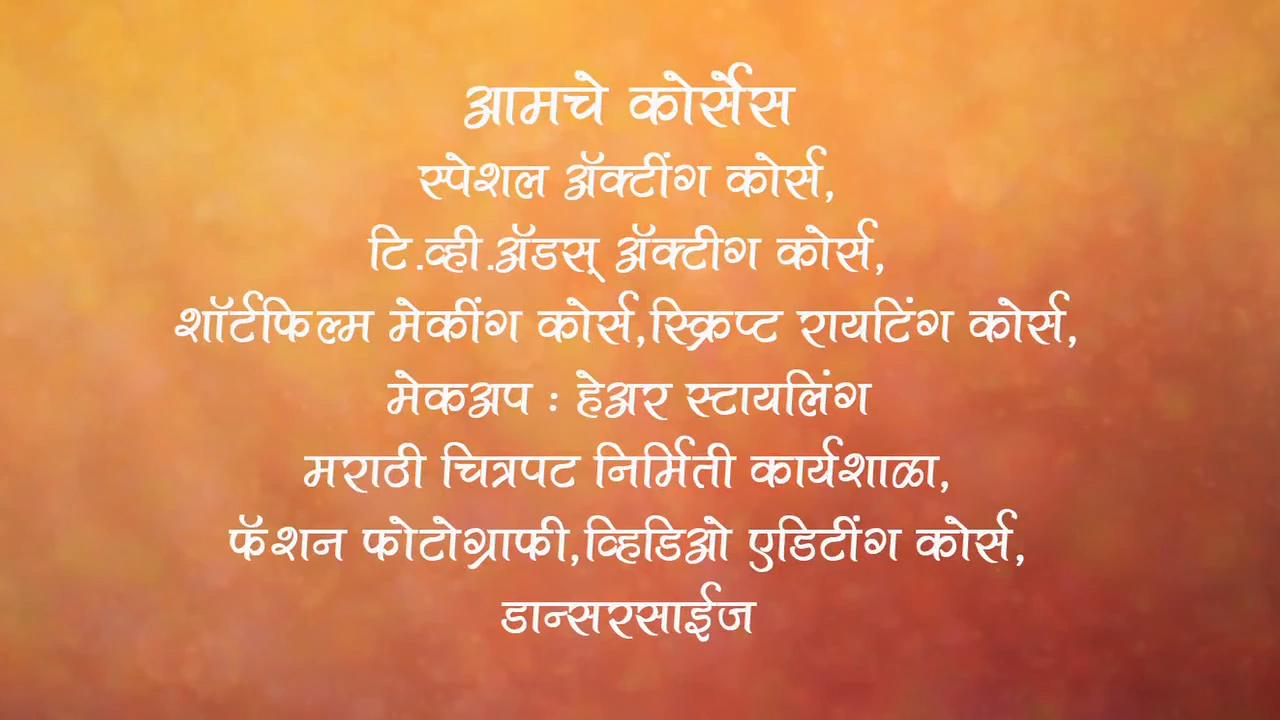 आमचे कोर्सेस
स्पेशल ॲक्टींग कोर्स,
टि.व्ही.ॲडस् ॲक्टीग कोर्स,
शॉर्टफिल्म मेकींग कोर्स,स्क्रिप्ट रायटिंग कोर्स,
मेकअप : हेअर स्टायलिंग
मराठी चित्रपट निर्मिती कार्यशाळा,
फॅशन फोटोग्राफी,व्हिडिओ एडिटींग कोर्स,
डान्सरसाईज